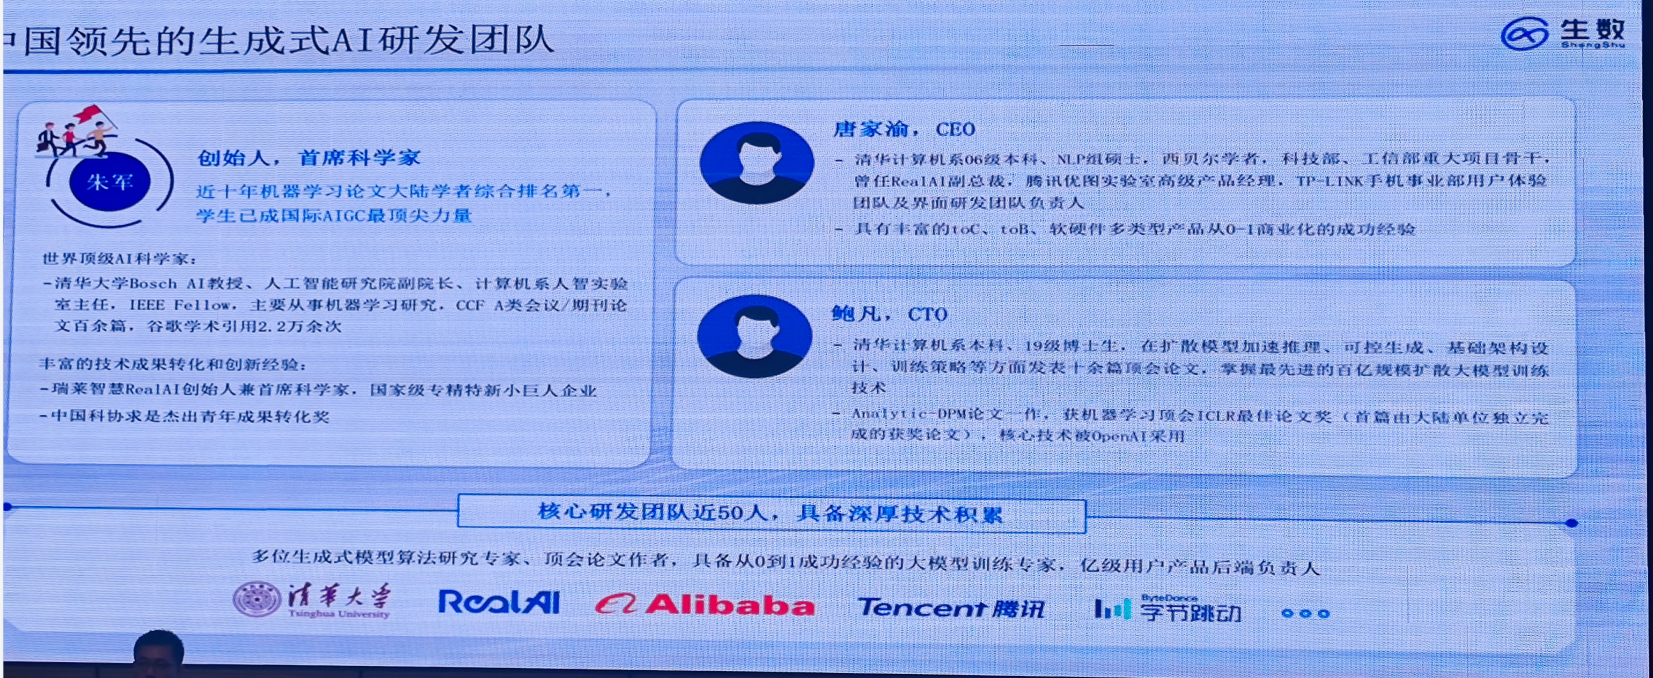 中国领先的生成式AI研发团队
生数
ShengShu
朱军
创始人，首席科学家
近十年机器学习论文大陆学者综合排名第一，
学生已成国际AIGC最顶尖力量
世界顶级AI科学家：
-清华大学Bosch AI教授、人工智能研究院副院长、计算机系人智实验
室主任，IEEE Fellow，主要从事机器学习研究，CCF A类会议/期刊论
文百余篇，谷歌学术引用2.2万余次
丰富的技术成果转化和创新经验：
-瑞莱智慧RealAI创始人兼首席科学家，国家级专精特新小巨人企业
-中国科协求是杰出青年成果转化奖
唐家渝，CEO
- 清华计算机系06级本科、NLP组硕士，西贝尔学者，科技部、工信部重大项目骨干，
曾任RealAI副总裁，腾讯优图实验室高级产品经理，TP-LINK手机事业部用户体验
团队及界面研发团队负责人
- 具有丰富的toC、toB、软硬件多类型产品从0-1商业化的成功经验
鲍凡，CTO
- 清华计算机系本科、19级博士生，在扩散模型加速推理、可控生成、基础架构设
计、训练策略等方面发表十余篇顶会论文，掌握最先进的百亿规模扩散大模型训练
技术
- Analytic-DPM论文一作，获机器学习顶会ICLR最佳论文奖（首篇由大陆单位独立完
成的获奖论文），核心技术被OpenAI采用
核心研发团队近50人，具备深厚技术积累
多位生成式模型算法研究专家、顶会论文作者，具备从0到1成功经验的大模型训练专家，亿级用户产品后端负责人
清华大学
Tsinghua University
RealAI
Alibaba
Tencent 腾讯
ByteDance
字节跳动